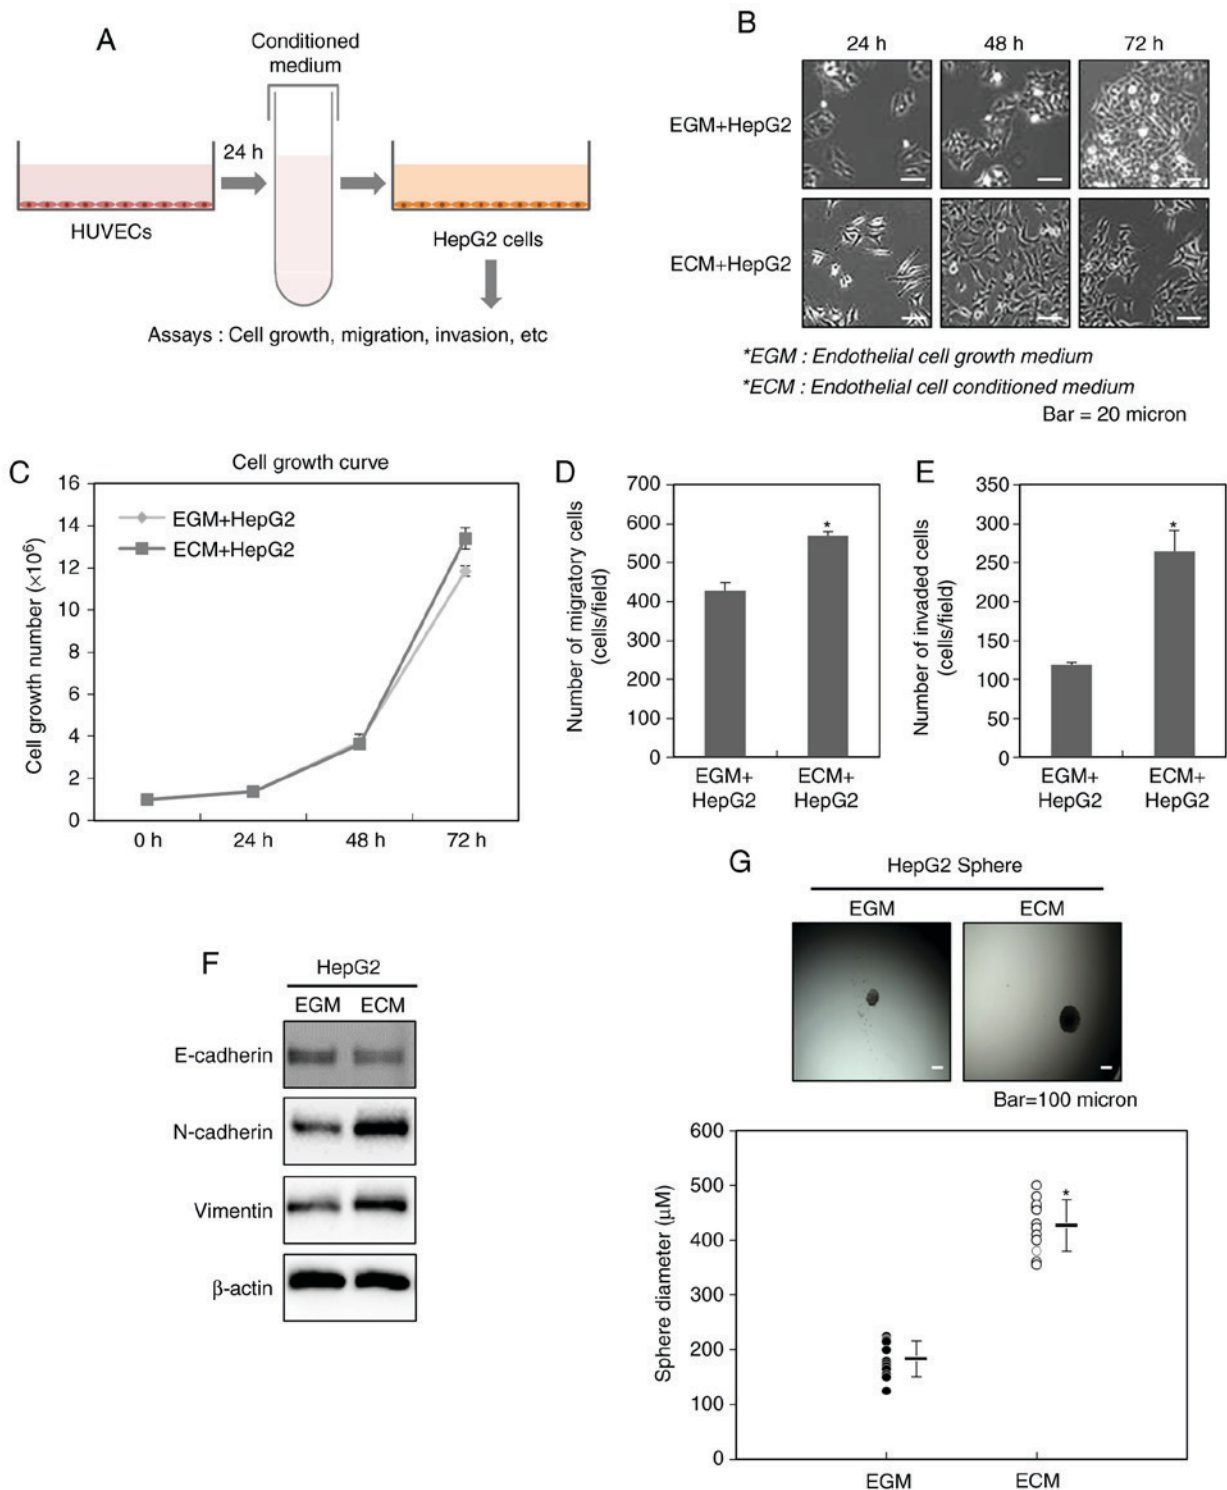 A
Conditioned
medium
24 h
HUVECs
HepG2 cells
Assays : Cell growth, migration, invasion, etc
B
24 h
48 h
72 h
EGM+HepG2
ECM+HepG2
*EGM : Endothelial cell growth medium
*ECM : Endothelial cell conditioned medium
Bar = 20 micron
C
Cell growth curve
Cell growth number (×10⁶)
16
14
12
10
8
6
4
2
0
EGM+HepG2
ECM+HepG2
0 h
24 h
48 h
72 h
D
Number of migratory cells
(cells/field)
700
600
500
400
300
200
100
0
*
EGM+
HepG2
ECM+
HepG2
E
Number of invaded cells
(cells/field)
350
300
250
200
150
100
50
0
*
EGM+
HepG2
ECM+
HepG2
F
HepG2
EGM
ECM
E-cadherin
N-cadherin
Vimentin
β-actin
G
HepG2 Sphere
EGM
ECM
Bar=100 micron
Sphere diameter (μM)
600
500
400
300
200
100
0
*
EGM
ECM